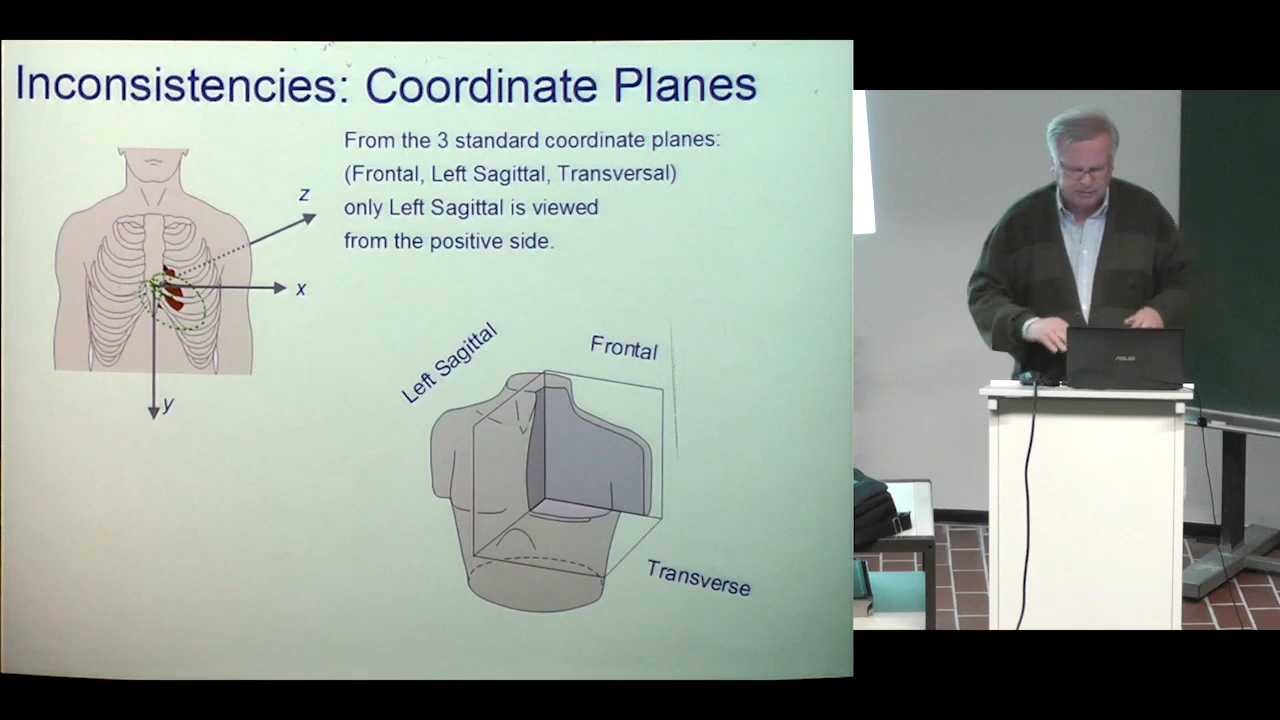 Inconsistencies: Coordinate Planes
From the 3 standard coordinate planes:
(Frontal, Left Sagittal, Transversal)
only Left Sagittal is viewed
from the positive side.
z
x
y
Left Sagittal
Frontal
Transverse
ASUS